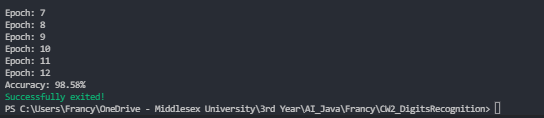 Epoch: 7
Epoch: 8
Epoch: 9
Epoch: 10
Epoch: 11
Epoch: 12
Accuracy: 98.58%
Successfully exited!
PS C:\Users\Francy\OneDrive - Middlesex University\3rd Year\AI_Java\Francy\CW2_DigitsRecognition>